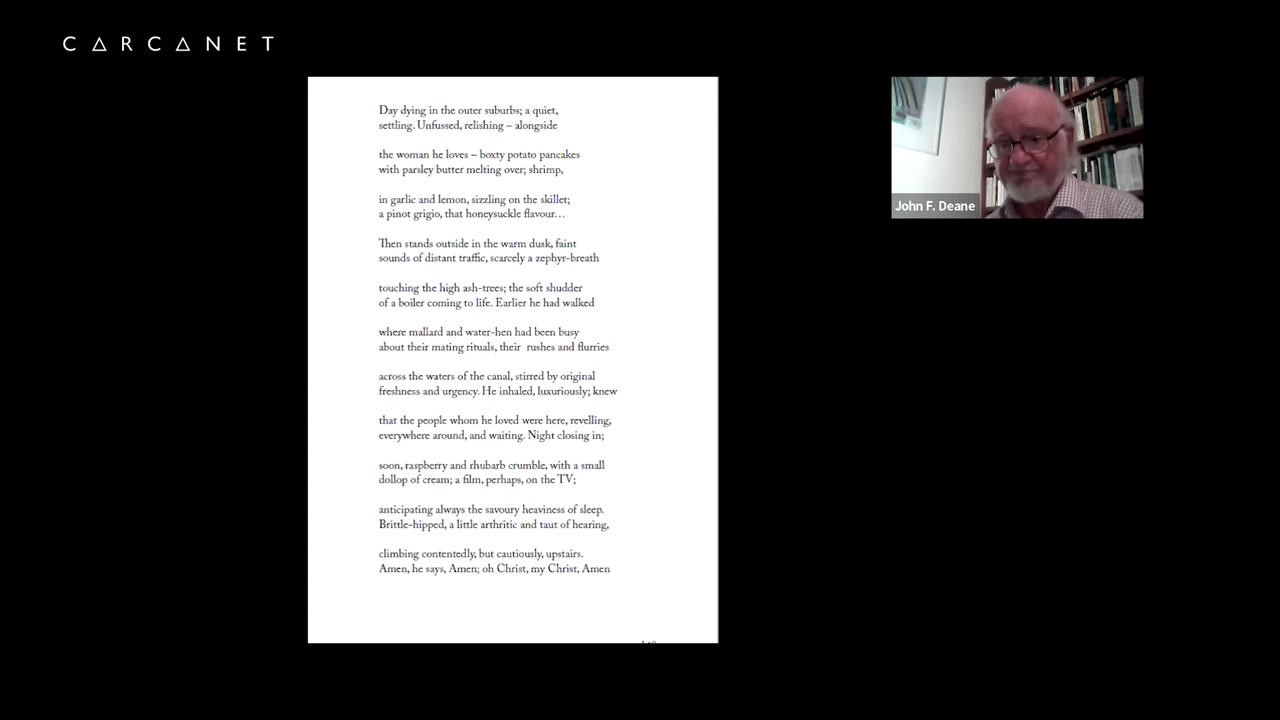 CARCANET
Day dying in the outer suburbs; a quiet,
settling. Unfussed, relishing – alongside
the woman he loves – boxty potato pancakes
with parsley butter melting over; shrimp,
in garlic and lemon, sizzling on the skillet;
a pinot grigio, that honeysuckle flavour…
Then stands outside in the warm dusk, faint
sounds of distant traffic, scarcely a zephyr-breath
touching the high ash-trees; the soft shudder
of a boiler coming to life. Earlier he had walked
where mallard and water-hen had been busy
about their mating rituals, their rushes and flurries
across the waters of the canal, stirred by original
freshness and urgency. He inhaled, luxuriously; knew
that the people whom he loved were here, revelling,
everywhere around, and waiting. Night closing in;
soon, raspberry and rhubarb crumble, with a small
dollop of cream; a film, perhaps, on the TV;
anticipating always the savoury heaviness of sleep.
Brittle-hipped, a little arthritic and taut of hearing,
climbing contentedly, but cautiously, upstairs.
Amen, he says, Amen; oh Christ, my Christ, Amen
John F. Deane